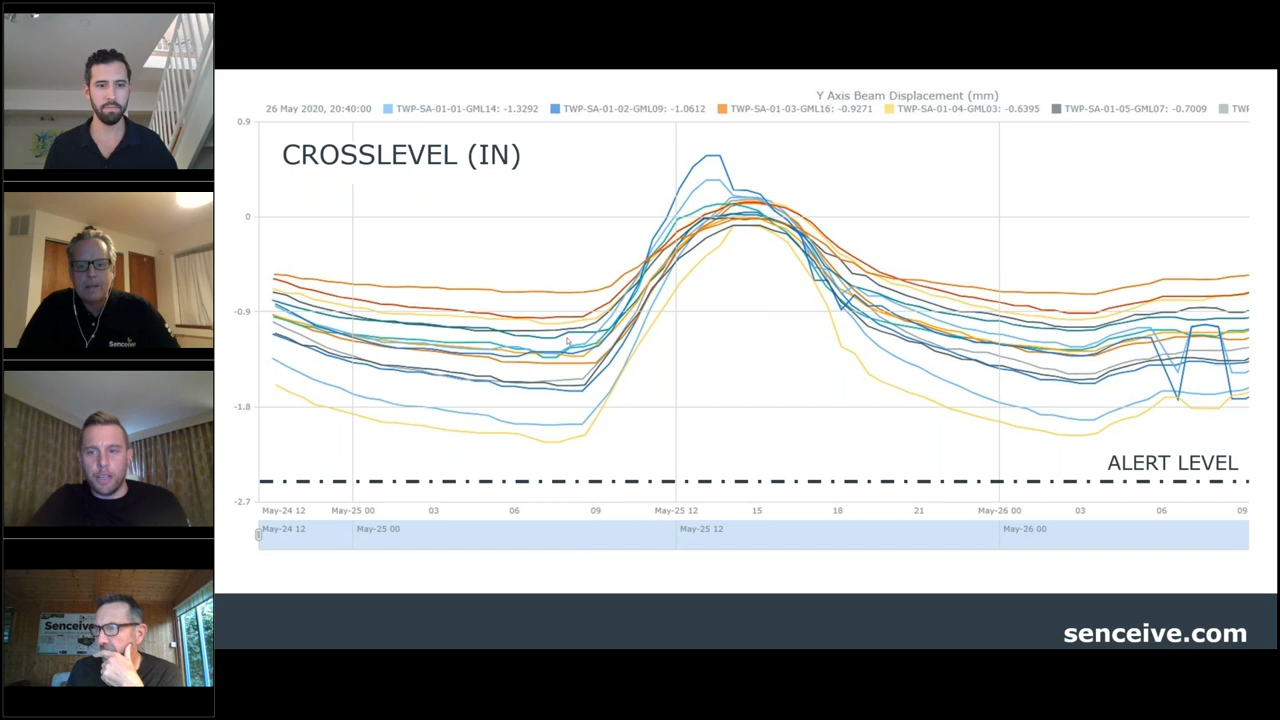 Y Axis Beam Displacement (mm)
26 May 2020, 20:40:00 TWP-SA-01-01-GML14: -1.3292 TWP-SA-01-02-GML09: -1.0612 TWP-SA-01-03-GML16: -0.9271 TWP-SA-01-04-GML03: -0.6395 TWP-SA-01-05-GML07: -0.7009
0.9
CROSSLEVEL (IN)
0
-0.9
-1.8
ALERT LEVEL
-2.7
May-24 12 May-25 00 03 06 09 May-25 12 15 18 21 May-26 00 03 06 09
May-24 12 May-25 00 May-25 12 May-26 00
senceive.com
Senceive
Senceive